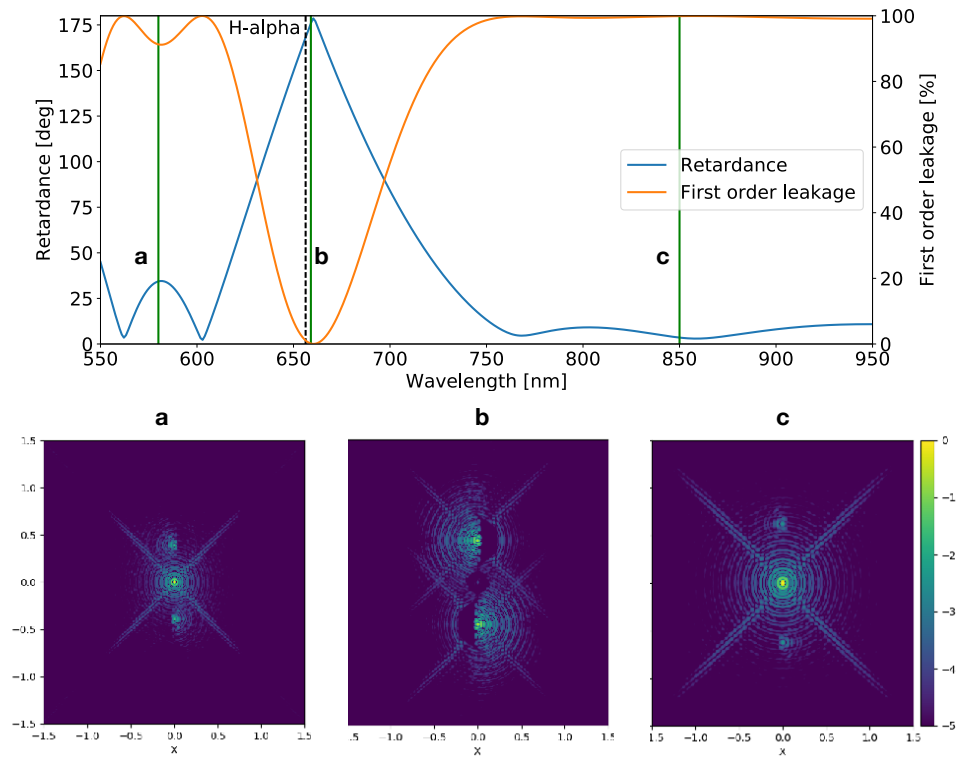 H-alpha
Retardance [deg]
175
150
125
100
75
50
25
0
First order leakage [%]
100
80
60
40
20
0
Retardance
First order leakage
a
b
c
550 600 650 700 750 800 850 900 950
Wavelength [nm]
a b c
1.5
1.0
0.5
0.0
−0.5
−1.0
−1.5
−1.5 −1.0 −0.5 0.0 0.5 1.0 1.5
x
.5 −1.0 −0.5 0.0 0.5 1.0 1.5
x
1.5 −1.0 −0.5 0.0 0.5 1.0 1.5
x
0
−1
−2
−3
−4
−5